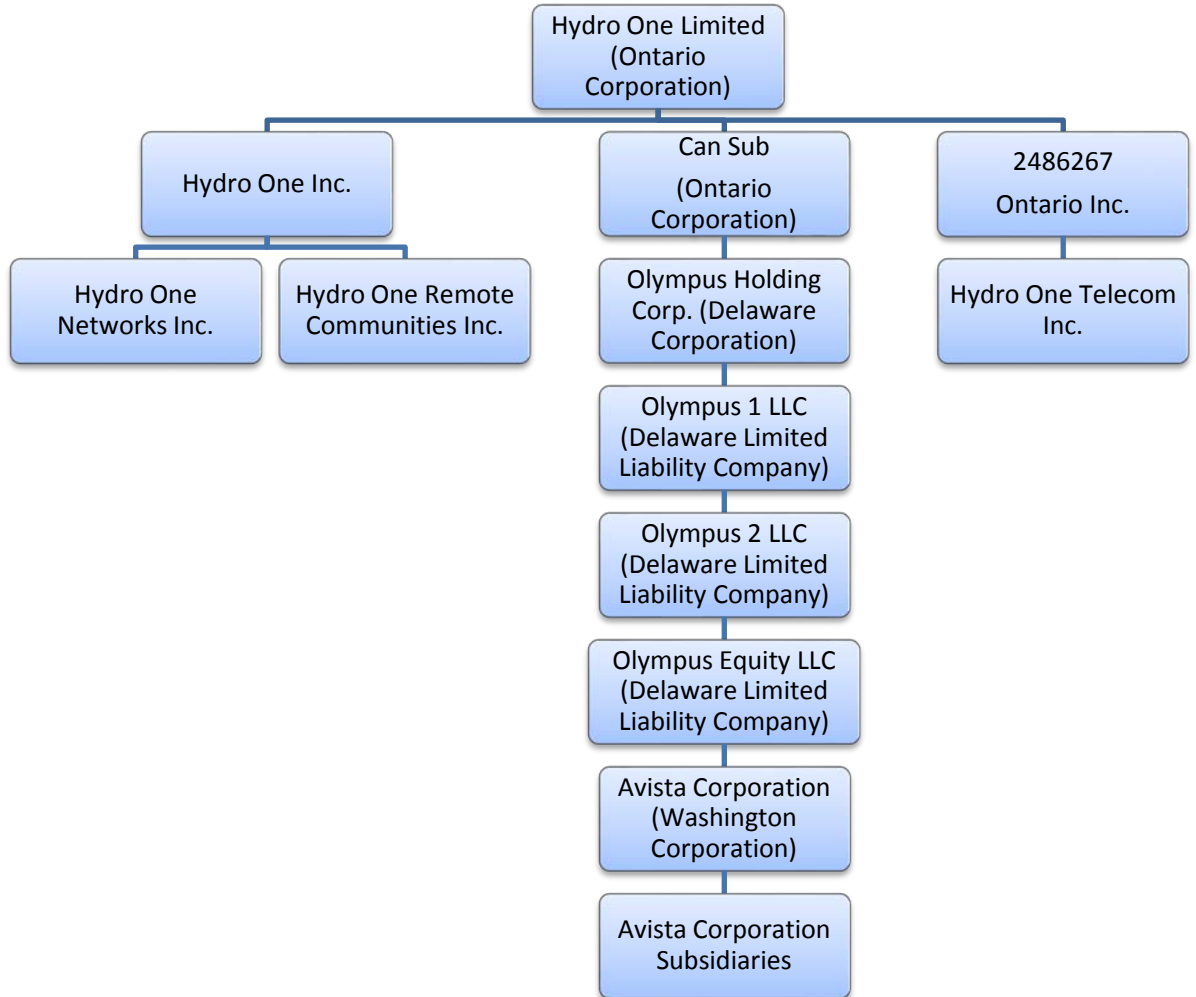 Hydro One Limited
(Ontario
Corporation)
Hydro One Inc.
Can Sub
(Ontario
Corporation)
2486267
Ontario Inc.
Hydro One
Networks Inc.
Hydro One Remote
Communities Inc.
Olympus Holding
Corp. (Delaware
Corporation)
Hydro One Telecom
Inc.
Olympus 1 LLC
(Delaware Limited
Liability Company)
Olympus 2 LLC
(Delaware Limited
Liability Company)
Olympus Equity LLC
(Delaware Limited
Liability Company)
Avista Corporation
(Washington
Corporation)
Avista Corporation
Subsidiaries